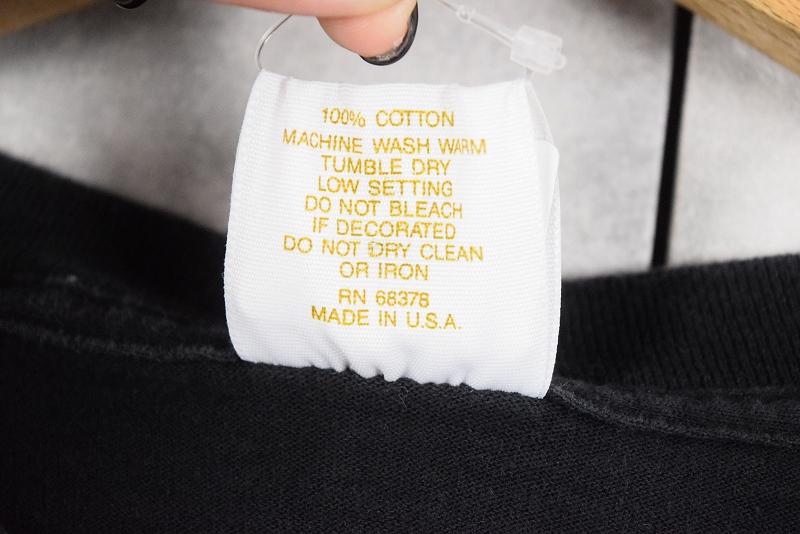 100% COTTON
MACHINE WASH WARM
TUMBLE DRY
LOW SETTING
DO NOT BLEACH
IF DECORATED
DO NOT DRY CLEAN
OR IRON
RN 68378
MADE IN U.S.A.